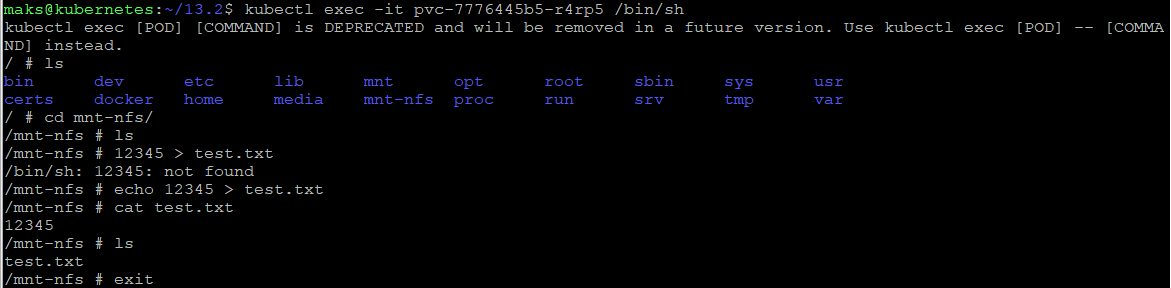 maks@kubernetes:~/13.2$ kubectl exec -it pvc-7776445b5-r4rp5 /bin/sh
kubectl exec [POD] [COMMAND] is DEPRECATED and will be removed in a future version. Use kubectl exec [POD] -- [COMMA
ND] instead.
/ # ls
bin      dev      etc      lib      mnt      opt      root     sbin     sys      usr
certs    docker   home     media    mnt-nfs  proc     run      srv      tmp      var
/ # cd mnt-nfs/
/mnt-nfs # ls
/mnt-nfs # 12345 > test.txt
/bin/sh: 12345: not found
/mnt-nfs # echo 12345 > test.txt
/mnt-nfs # cat test.txt
12345
/mnt-nfs # ls
test.txt
/mnt-nfs # exit